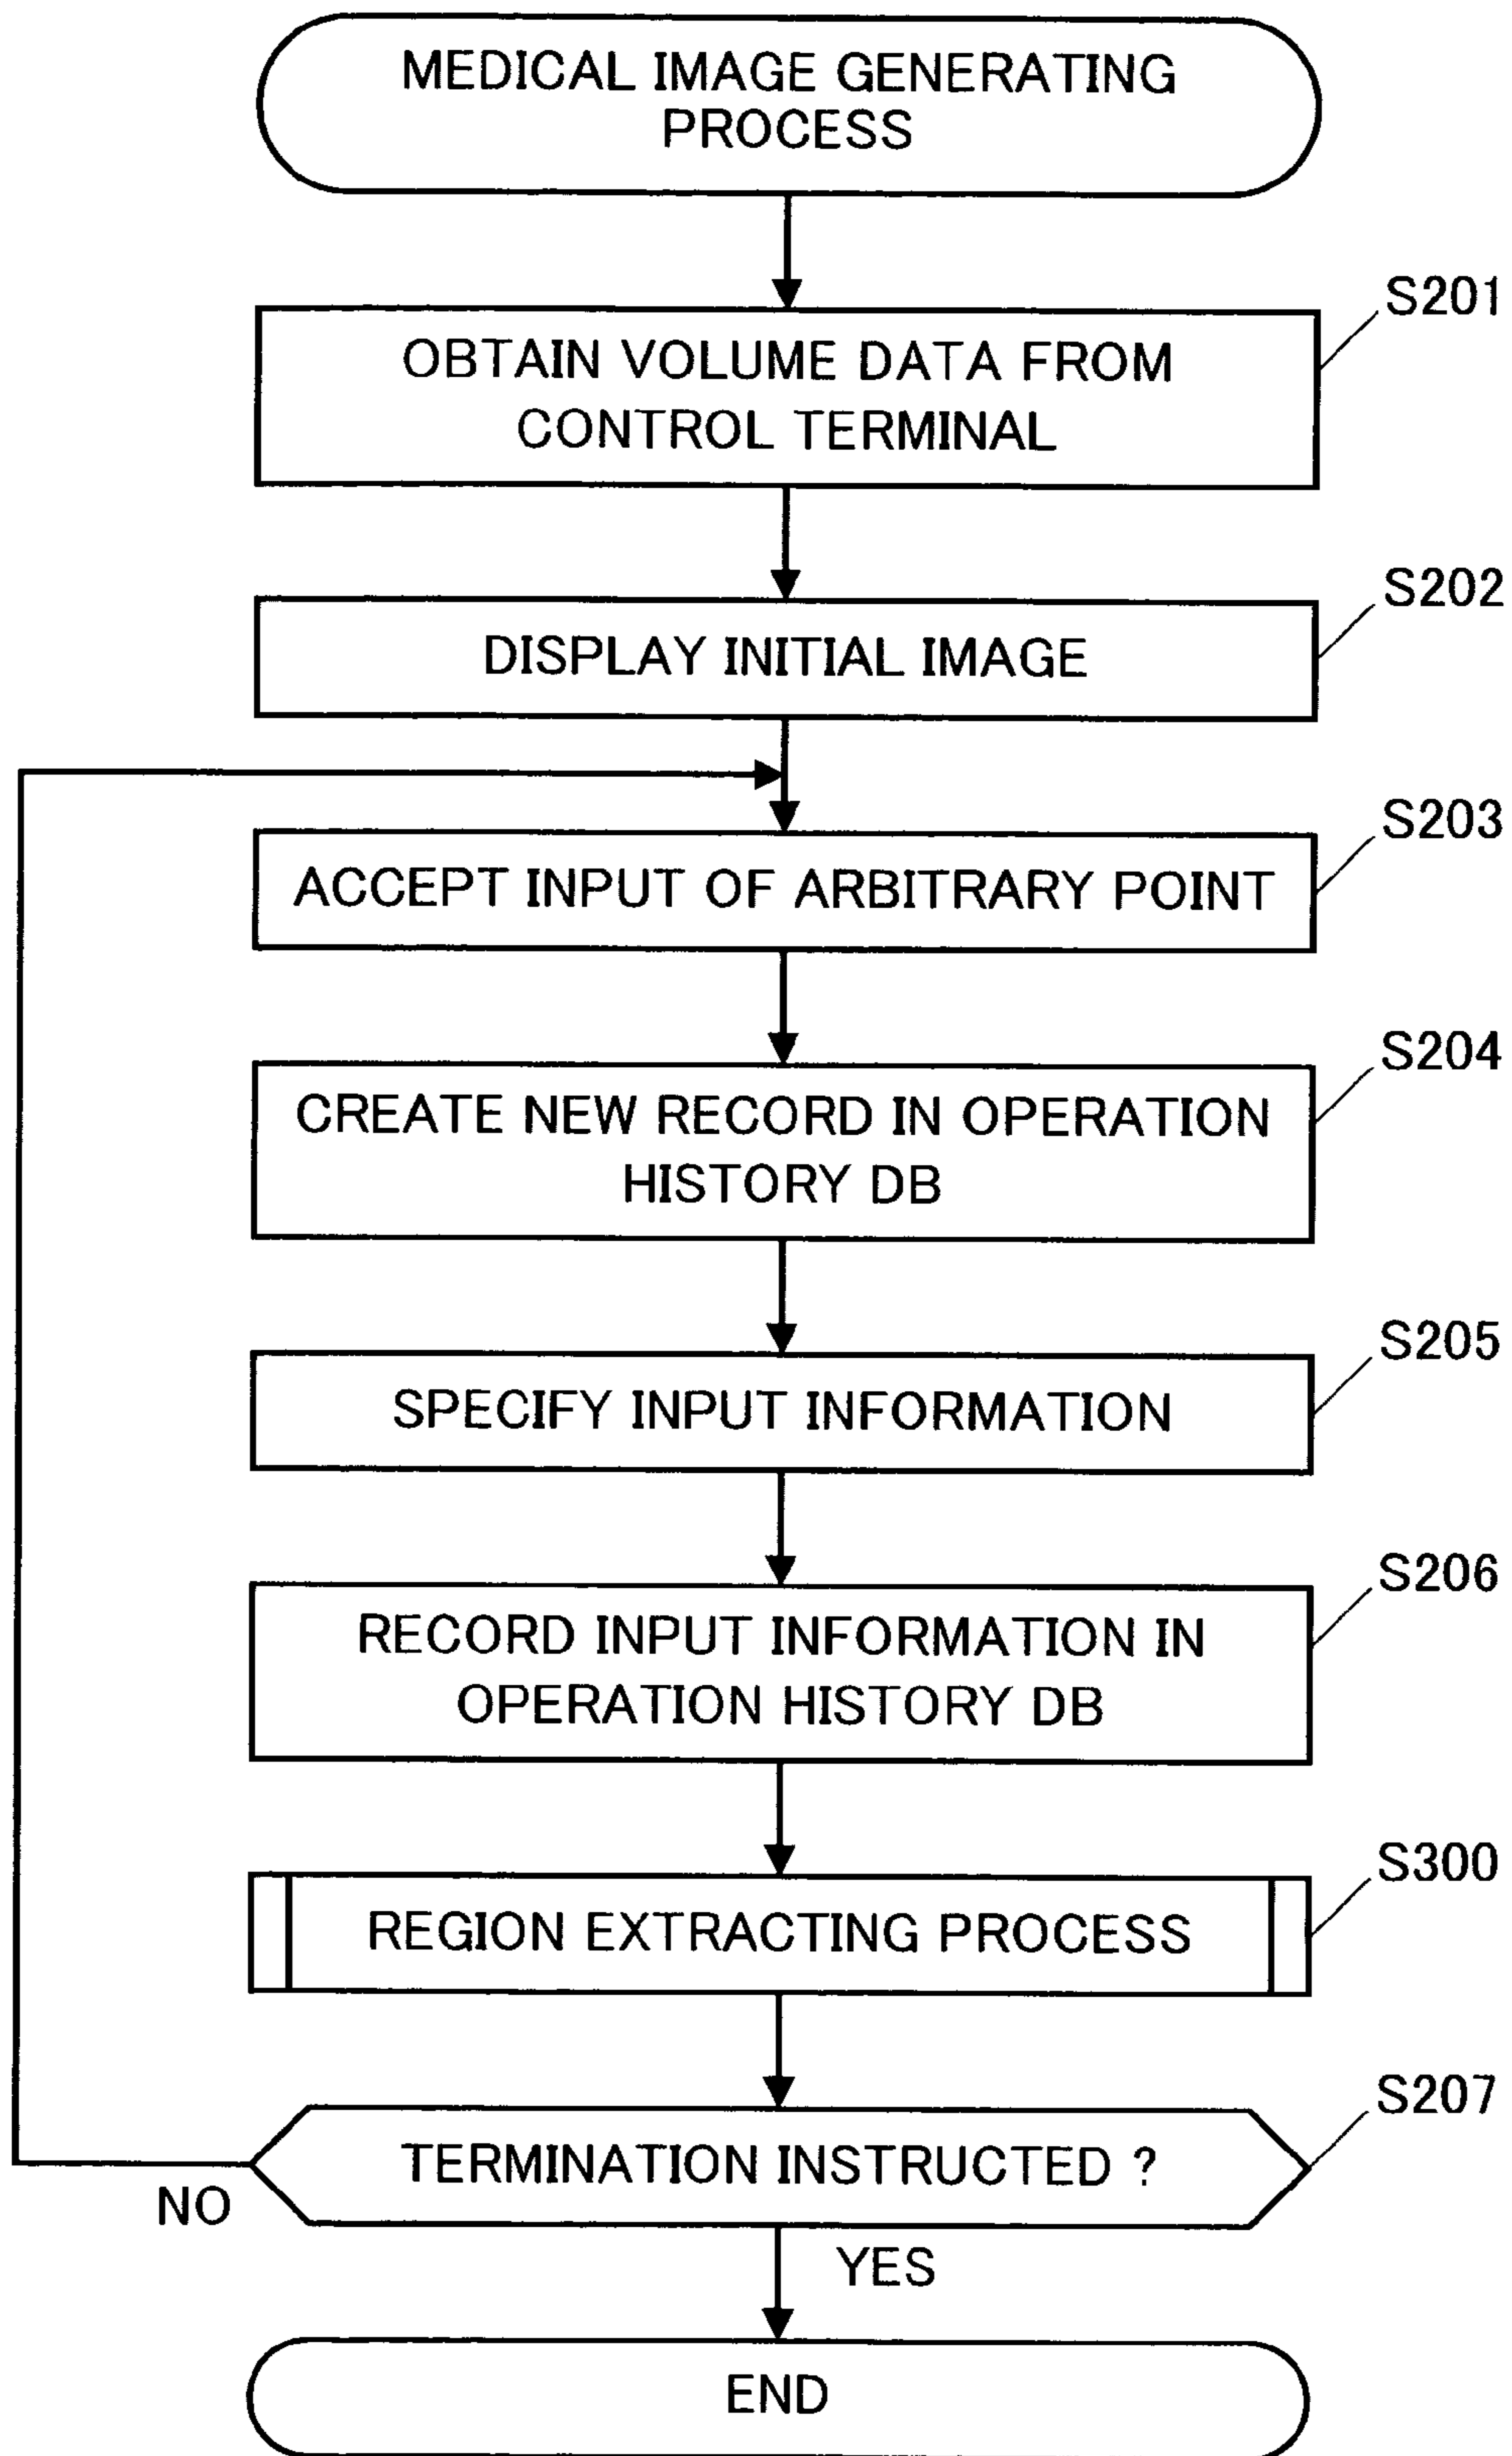 MEDICAL IMAGE GENERATING
PROCESS
S201
OBTAIN VOLUME DATA FROM
CONTROL TERMINAL
S202
DISPLAY INITIAL IMAGE
S203
ACCEPT INPUT OF ARBITRARY POINT
S204
CREATE NEW RECORD IN OPERATION
HISTORY DB
S205
SPECIFY INPUT INFORMATION
S206
RECORD INPUT INFORMATION IN
OPERATION HISTORY DB
S300
REGION EXTRACTING PROCESS
S207
TERMINATION INSTRUCTED ?
NO
YES
END